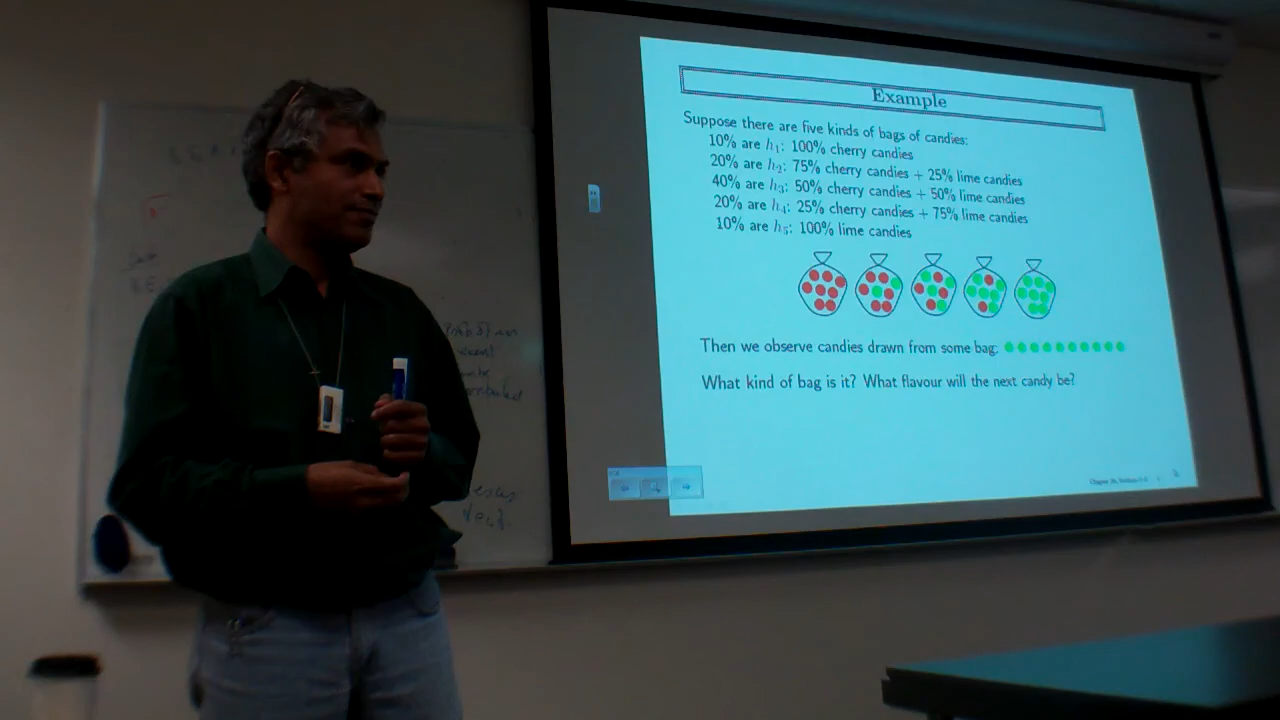 Example
Suppose there are five kinds of bags of candies:
10% are h₁: 100% cherry candies
20% are h₂: 75% cherry candies + 25% lime candies
40% are h₃: 50% cherry candies + 50% lime candies
20% are h₄: 25% cherry candies + 75% lime candies
10% are h₅: 100% lime candies
Then we observe candies drawn from some bag:
What kind of bag is it? What flavour will the next candy be?